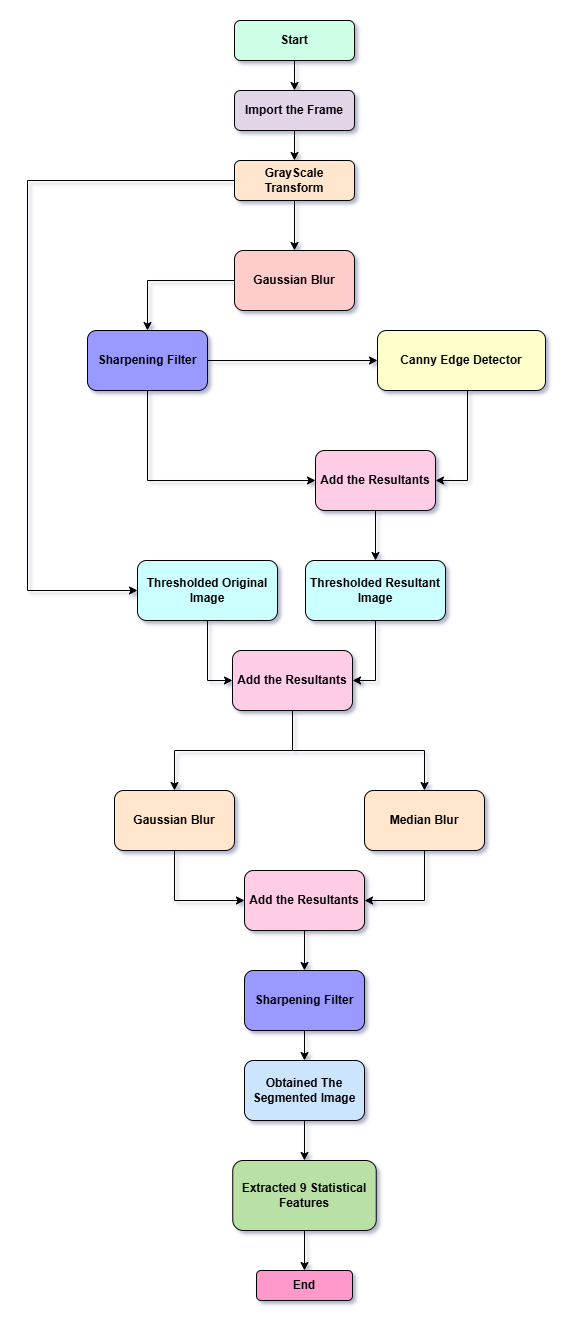 Start
Import the Frame
GrayScale
Transform
Gaussian Blur
Sharpening Filter
Canny Edge Detector
Add the Resultants
Thresholded Original
Image
Thresholded Resultant
Image
Add the Resultants
Gaussian Blur
Median Blur
Add the Resultants
Sharpening Filter
Obtained The
Segmented Image
Extracted 9 Statistical
Features
End